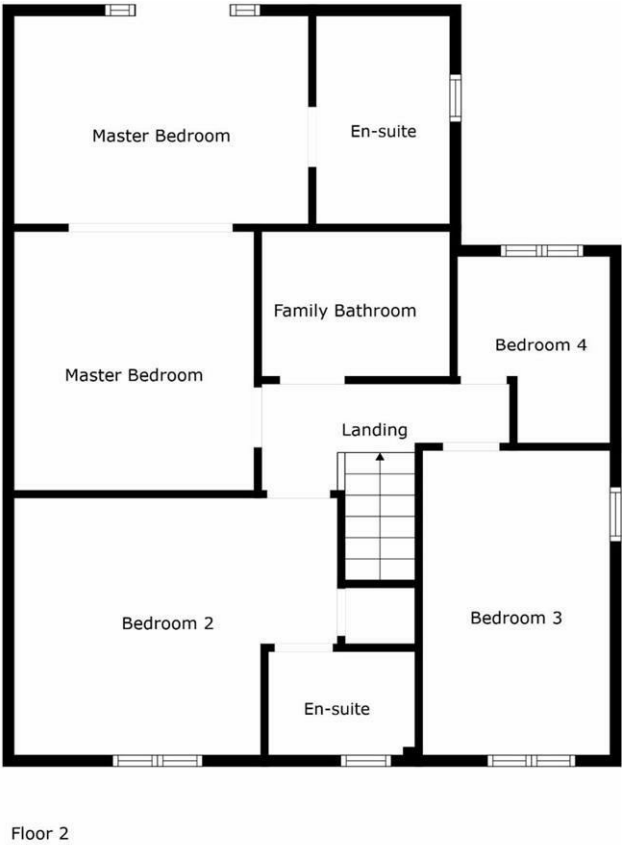 Master Bedroom
En-suite
Family Bathroom
Bedroom 4
Master Bedroom
Landing
Bedroom 2
Bedroom 3
En-suite
Floor 2